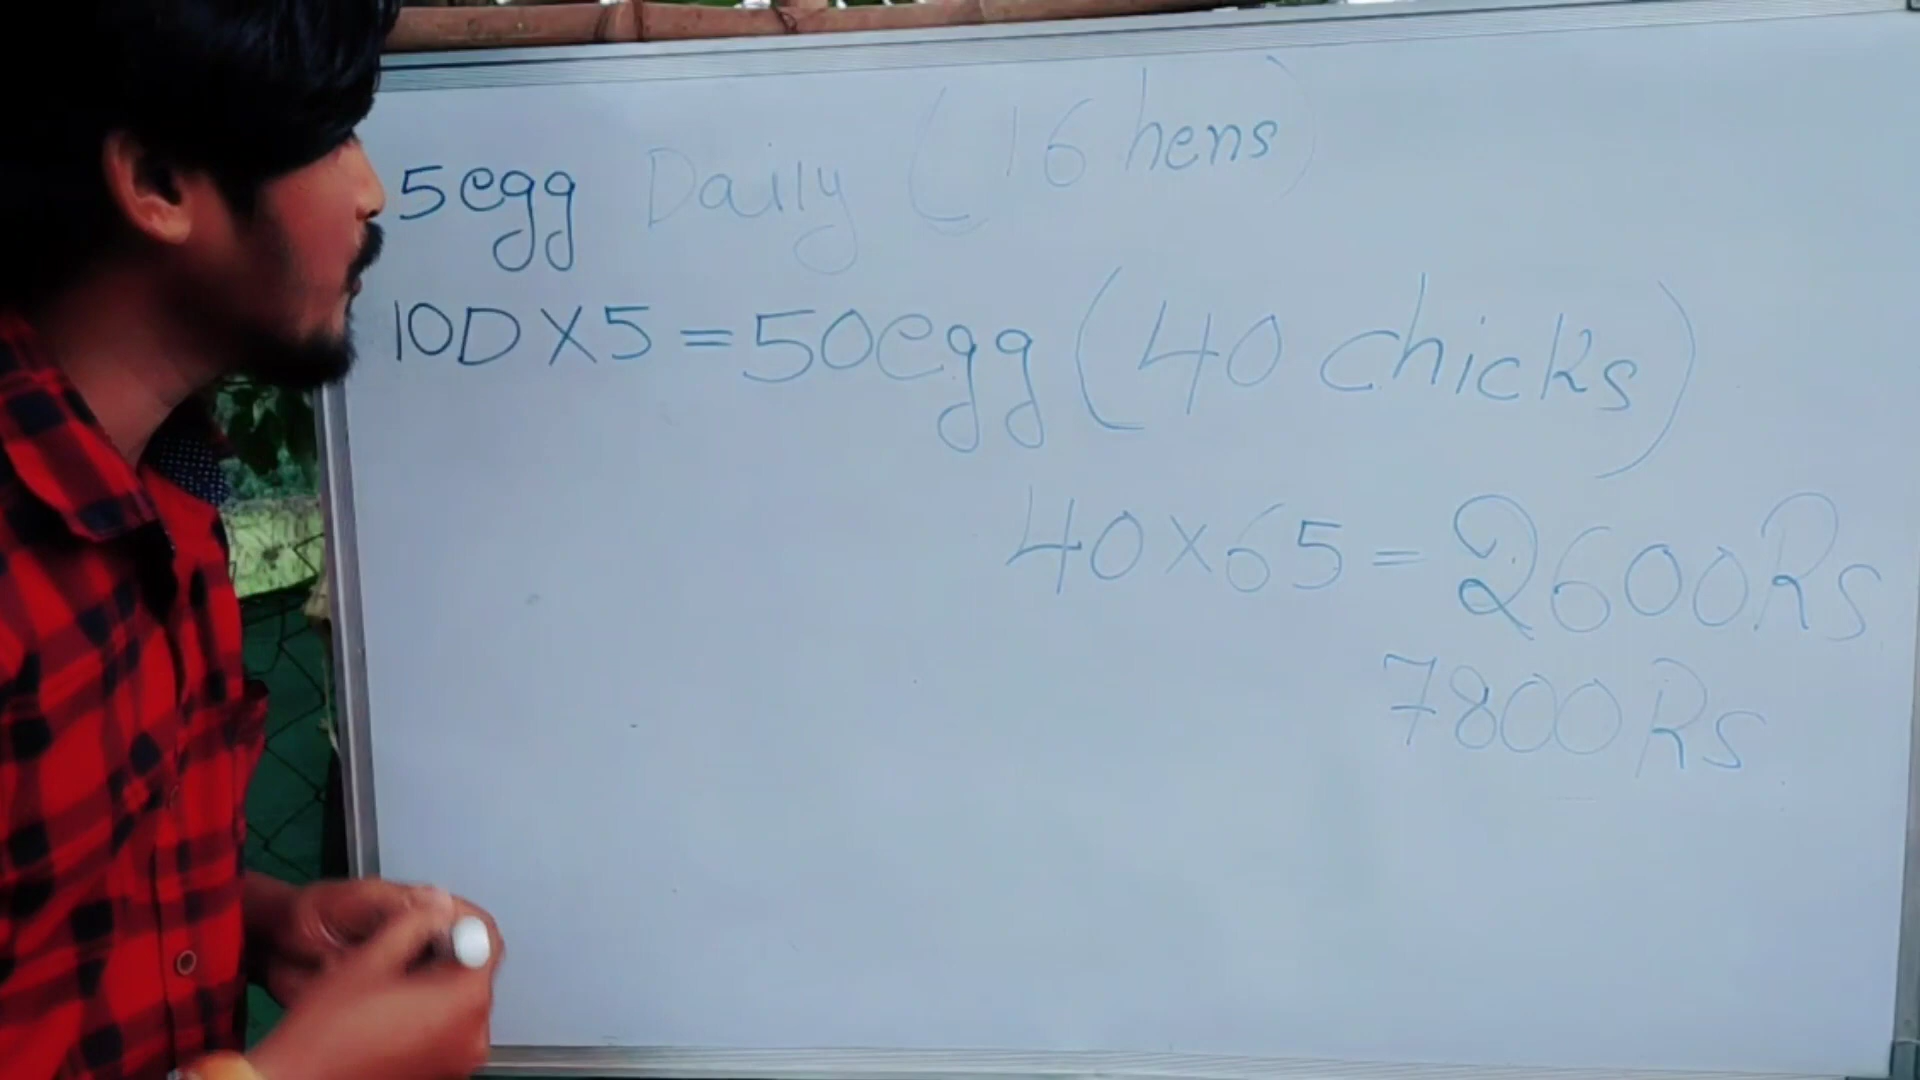 5egg Daily (16 hens)
10D X 5 = 50egg (40 chicks)
40 x 65 = 2600Rs
7800Rs